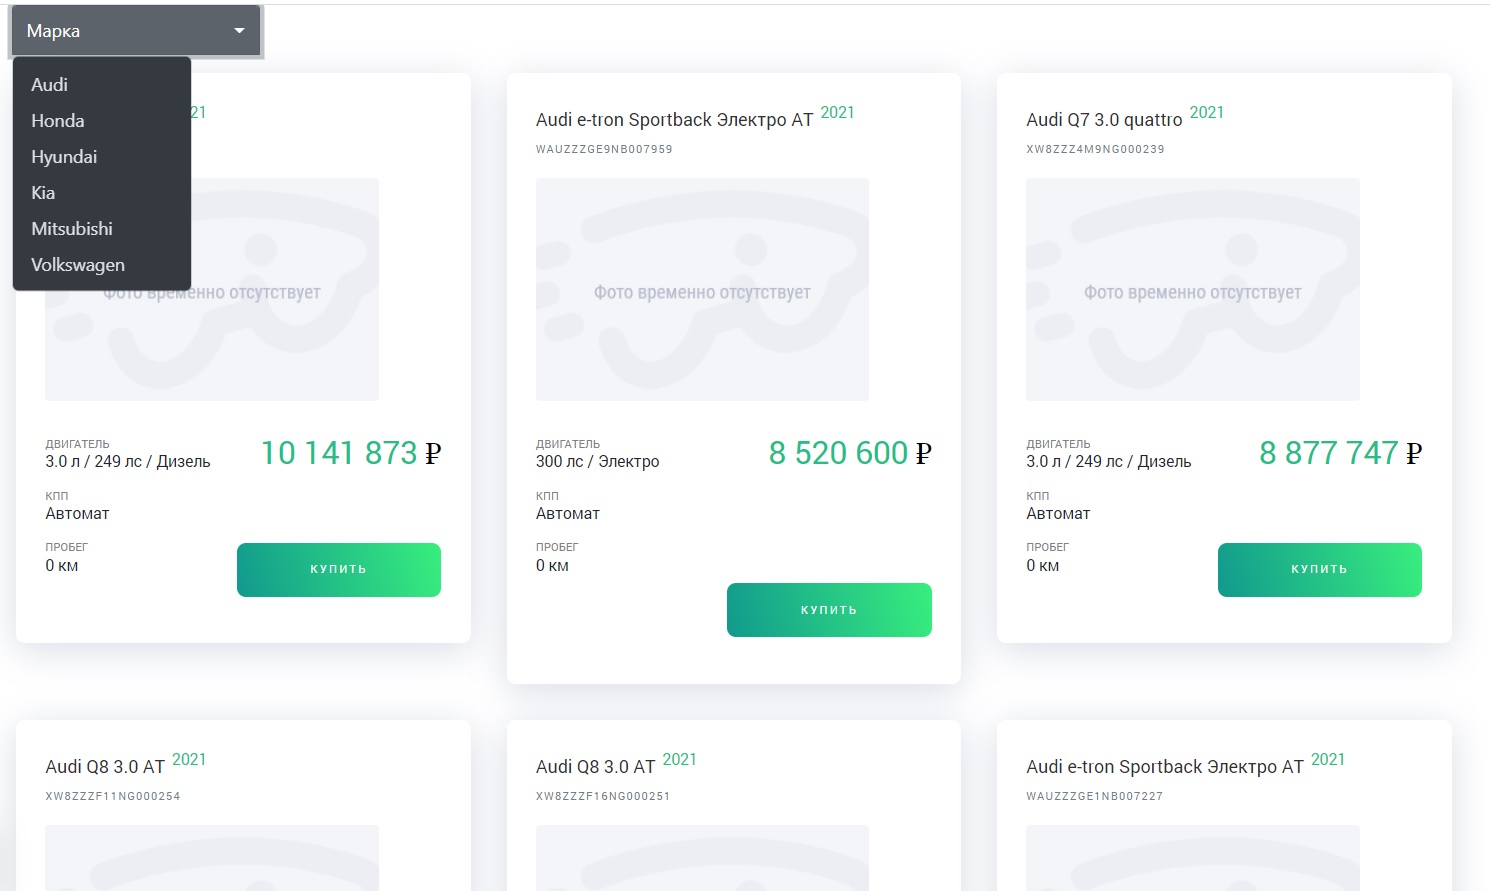 Марка
Audi
Honda
Hyundai
Kia
Mitsubishi
Volkswagen
21
Фото временно отсутствует
ДВИГАТЕЛЬ
3.0 л / 249 лс / Дизель
10 141 873 ₽
КПП
Автомат
ПРОБЕГ
0 км
КУПИТЬ
Audi e-tron Sportback Электро AT 2021
WAUZZZGE9NB007959
Фото временно отсутствует
ДВИГАТЕЛЬ
300 лс / Электро
8 520 600 ₽
КПП
Автомат
ПРОБЕГ
0 км
КУПИТЬ
Audi Q7 3.0 quattro 2021
XW8ZZZ4M9NG000239
Фото временно отсутствует
ДВИГАТЕЛЬ
3.0 л / 249 лс / Дизель
8 877 747 ₽
КПП
Автомат
ПРОБЕГ
0 км
КУПИТЬ
Audi Q8 3.0 AT 2021
XW8ZZZF11NG000254
Audi Q8 3.0 AT 2021
XW8ZZZF16NG000251
Audi e-tron Sportback Электро AT 2021
WAUZZZGE1NB007227